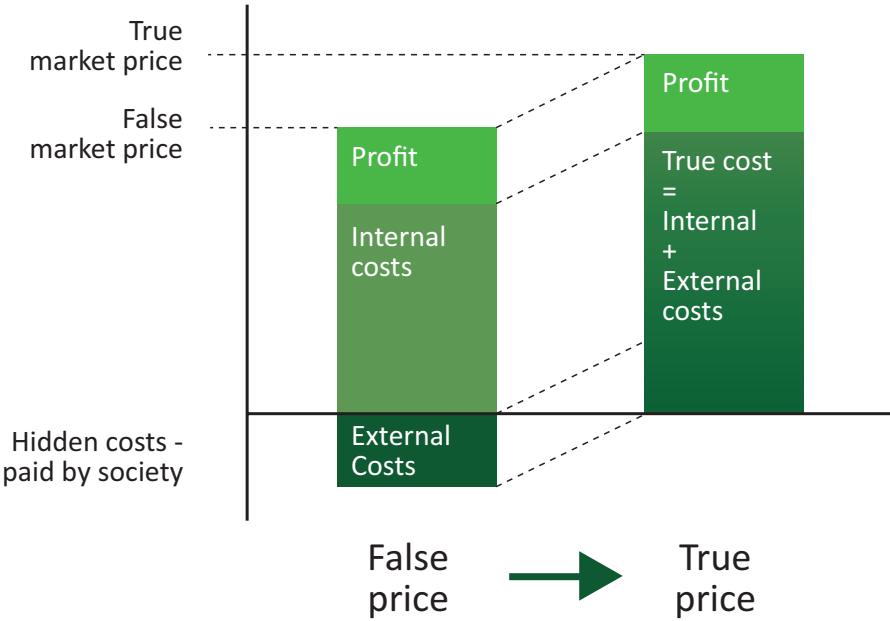 True
market price
False
market price
Profit
Internal
costs
Profit
True cost
=
Internal
+
External
costs
Hidden costs -
paid by society
External
Costs
False
price
True
price